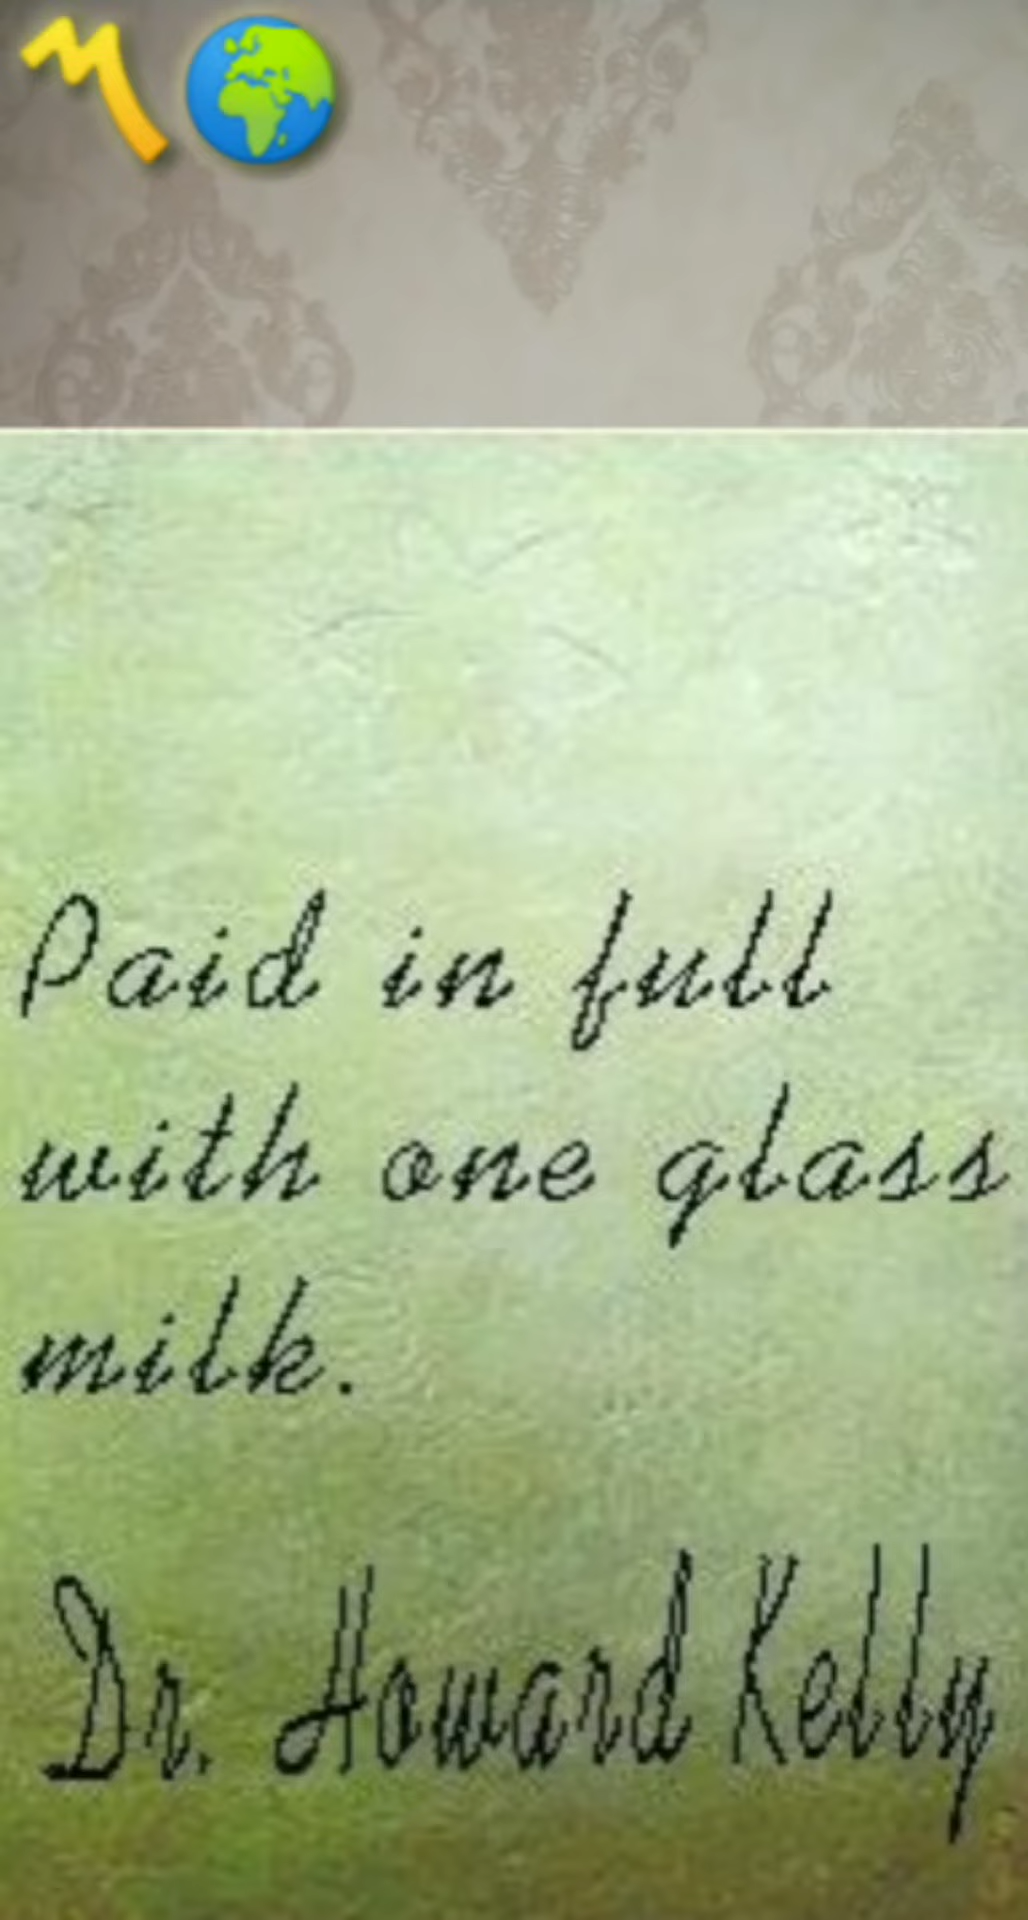 〽️🌍
Paid in full
with one glass
milk.
Dr. Howard Kelly